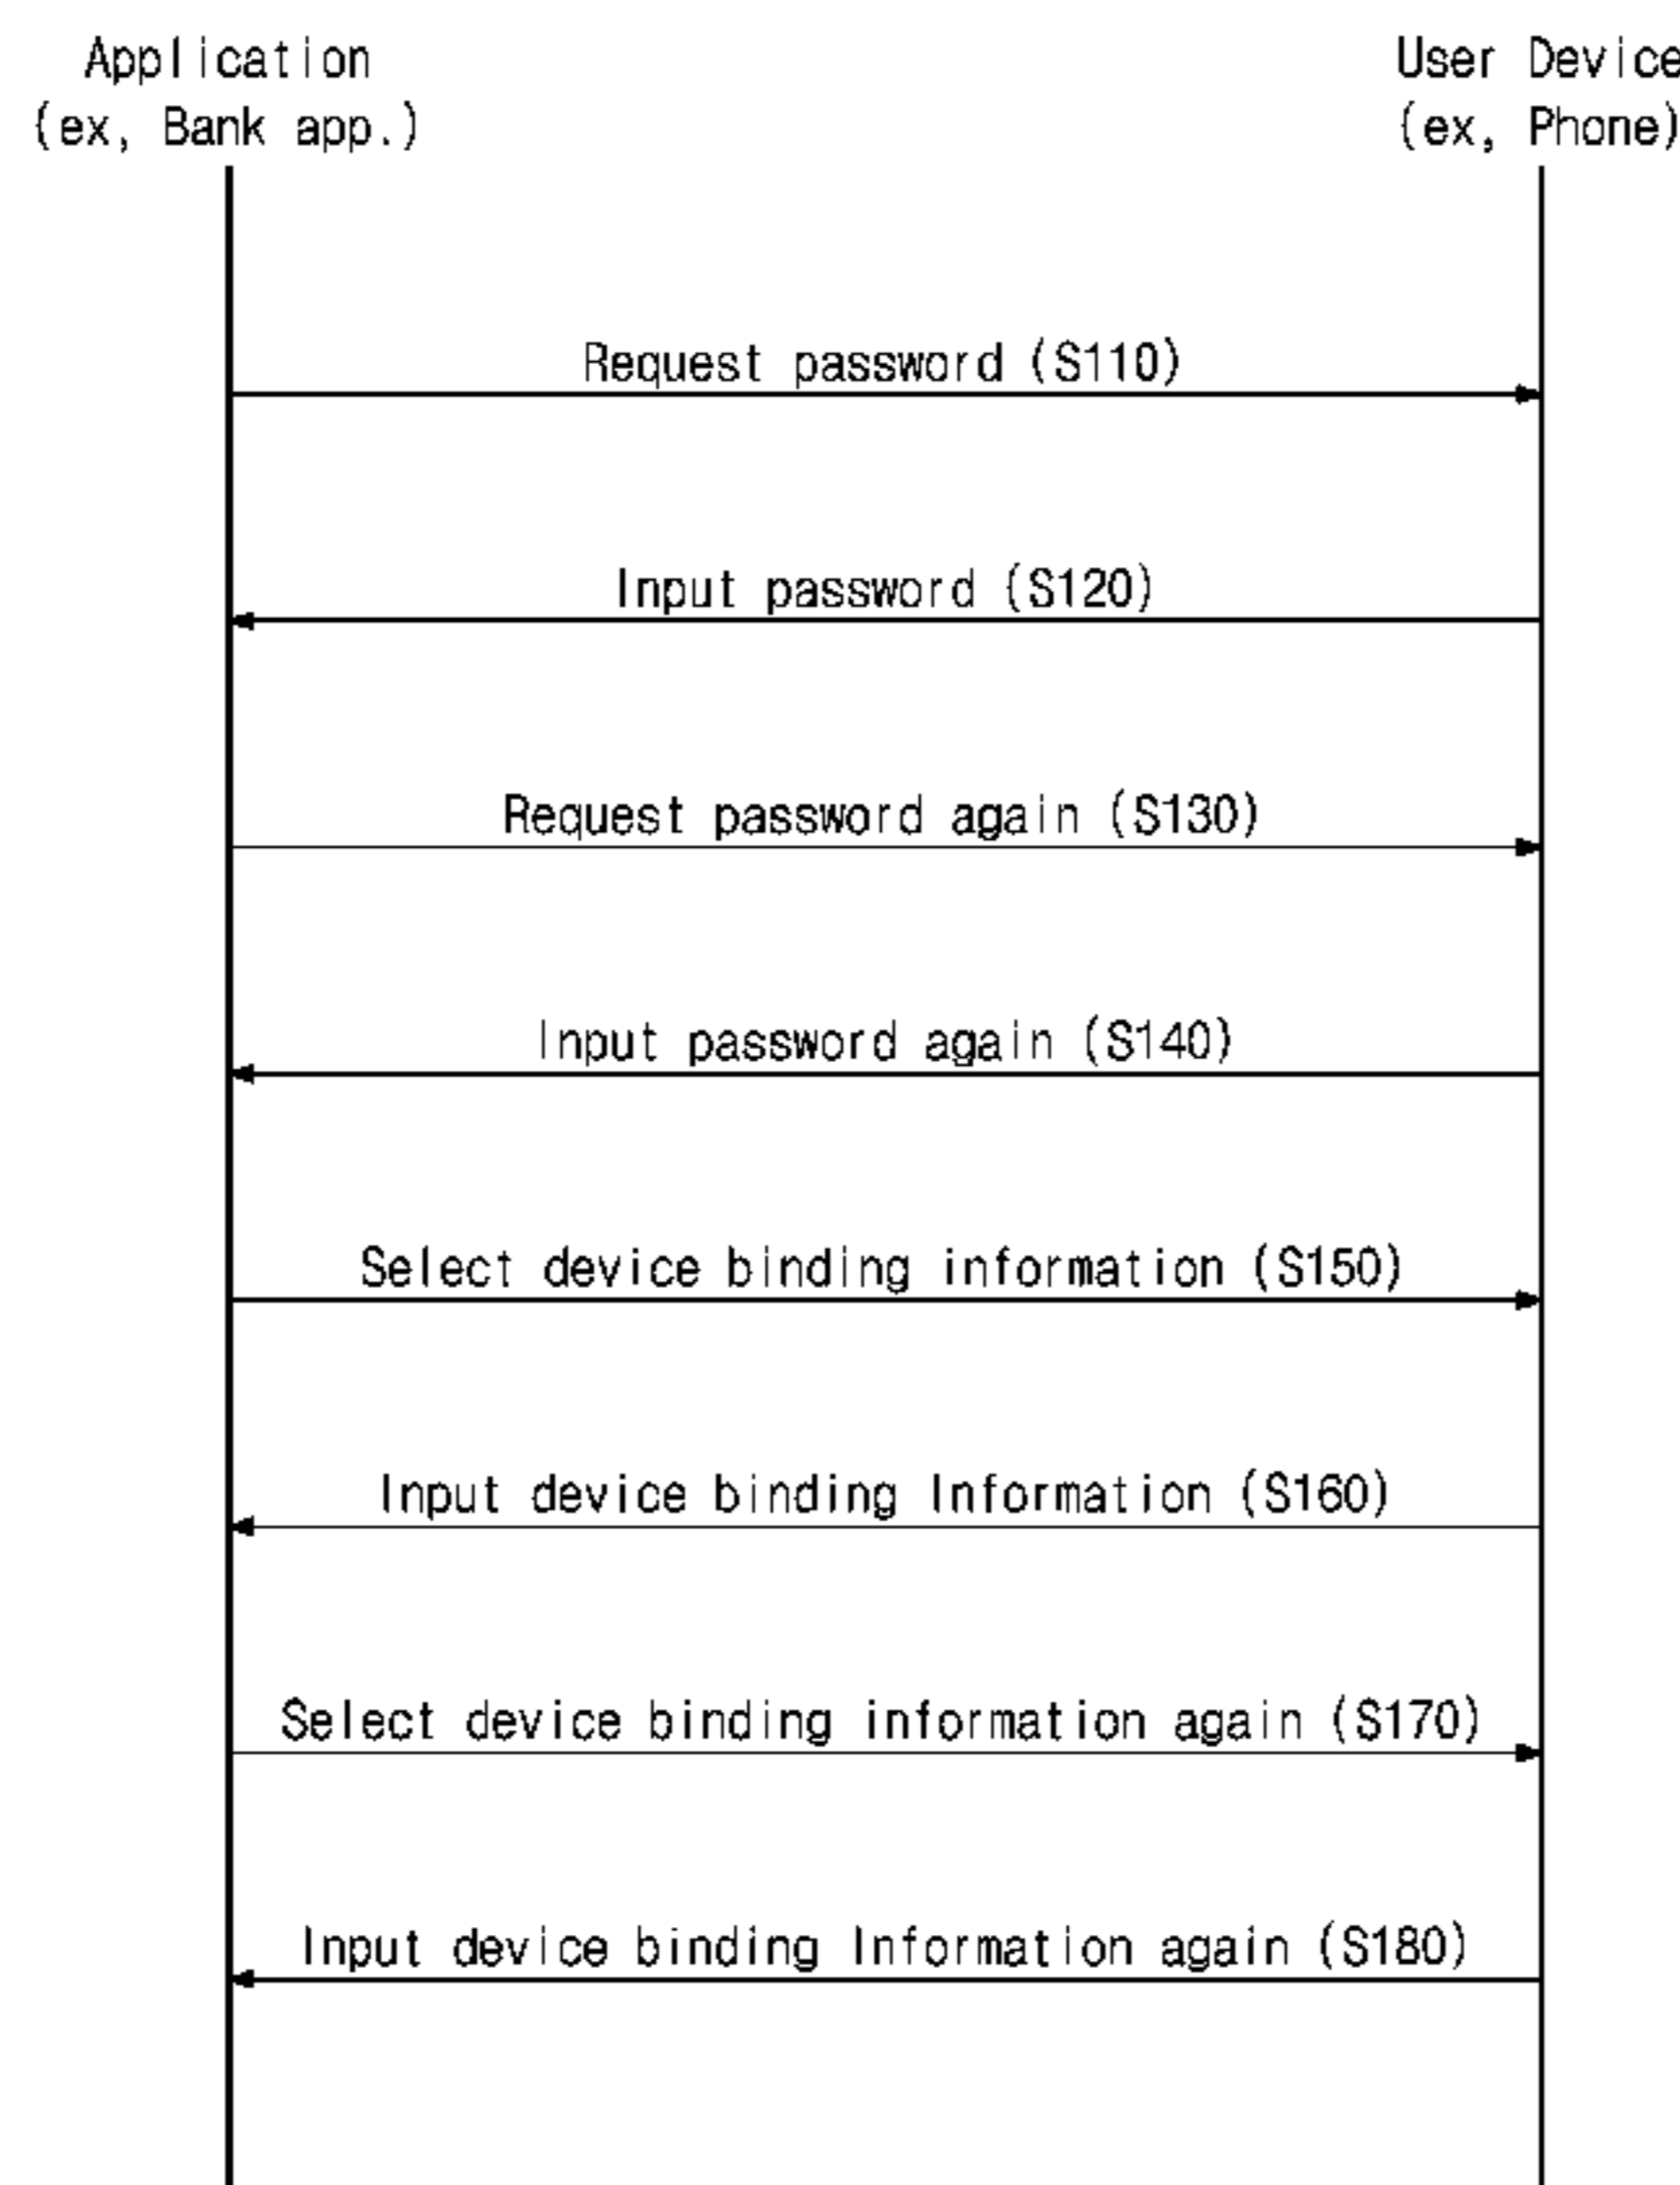 Application
(ex, Bank app.)
User Device
(ex, Phone)
Request password (S110)
Input password (S120)
Request password again (S130)
Input password again (S140)
Select device binding information (S150)
Input device binding Information (S160)
Select device binding information again (S170)
Input device binding Information again (S180)